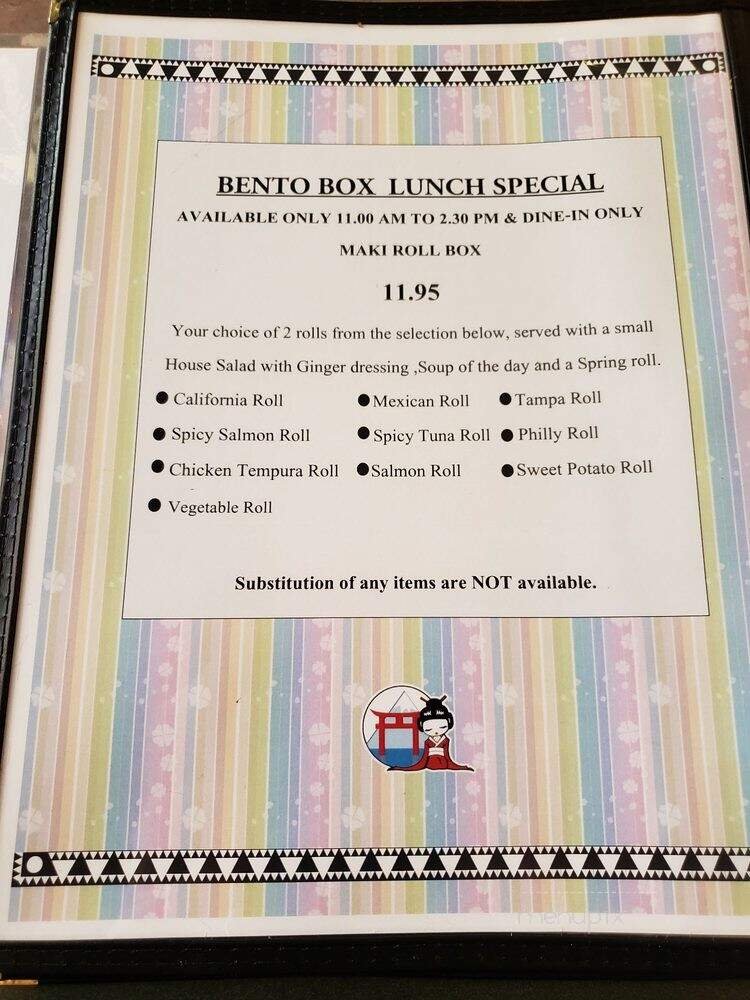 BENTO BOX LUNCH SPECIAL
AVAILABLE ONLY 11.00 AM TO 2.30 PM & DINE-IN ONLY
MAKI ROLL BOX
11.95
Your choice of 2 rolls from the selection below, served with a small
House Salad with Ginger dressing ,Soup of the day and a Spring roll.
● California Roll ● Mexican Roll ● Tampa Roll
● Spicy Salmon Roll ● Spicy Tuna Roll ● Philly Roll
● Chicken Tempura Roll ● Salmon Roll ● Sweet Potato Roll
● Vegetable Roll
Substitution of any items are NOT available.
menupix